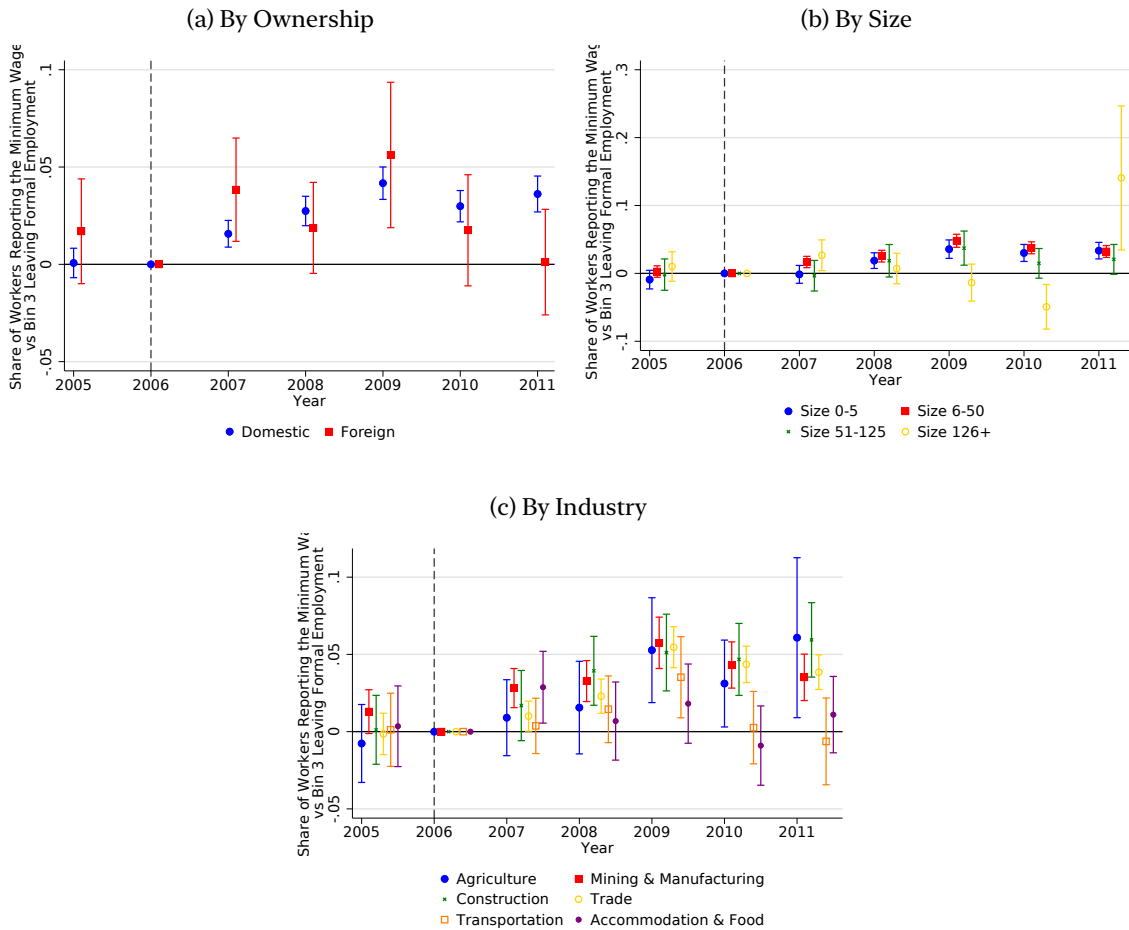 (a) By Ownership
Share of Workers Reporting the Minimum Wage
vs Bin 3 Leaving Formal Employment
.1
.05
0
-.05
2005 2006 2007 2008 2009 2010 2011
Year
Domestic Foreign
(b) By Size
Share of Workers Reporting the Minimum Wag
vs Bin 3 Leaving Formal Employment
.3
.2
.1
0
-.1
2005 2006 2007 2008 2009 2010 2011
Year
Size 0-5 Size 6-50
Size 51-125 Size 126+
(c) By Industry
Share of Workers Reporting the Minimum Wa
vs Bin 3 Leaving Formal Employment
.1
.05
0
-.05
2005 2006 2007 2008 2009 2010 2011
Year
Agriculture Mining & Manufacturing
Construction Trade
Transportation Accommodation & Food